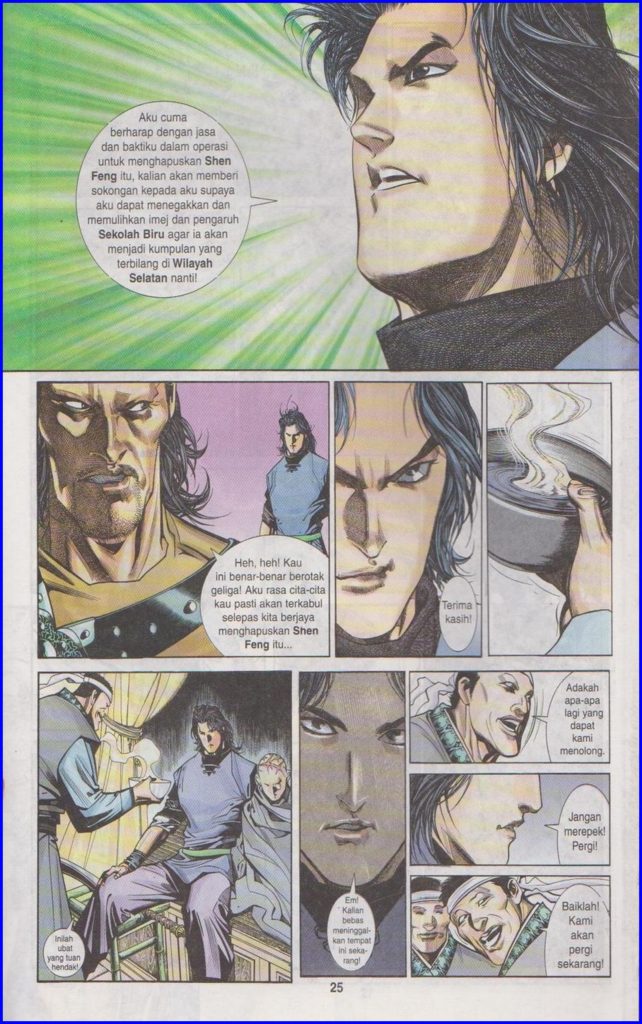 Aku cuma
berharap dengan jasa
dan baktiku dalam operasi
untuk menghapuskan Shen
Feng itu, kalian akan memberi
sokongan kepada aku supaya
aku dapat menegakkan dan
memulihkan imej dan pengaruh
Sekolah Biru agar ia akan
menjadi kumpulan yang
terbilang di Wilayah
Selatan nanti!
Heh, heh! Kau
ini benar-benar berotak
geliga! Aku rasa cita-cita
kau pasti akan terkabul
selepas kita berjaya
menghapuskan Shen
Feng itu...
Terima
kasih!
Inilah
ubat
yang tuan
hendak!
Em!
Kalian
bebas
meninggal-
kan tempat
ini seka-
rang!
Adakah
apa-apa
lagi yang
dapat
kami
menolong.
Jangan
merepek!
Pergi!
Baiklah!
Kami
akan
pergi
sekarang!
25